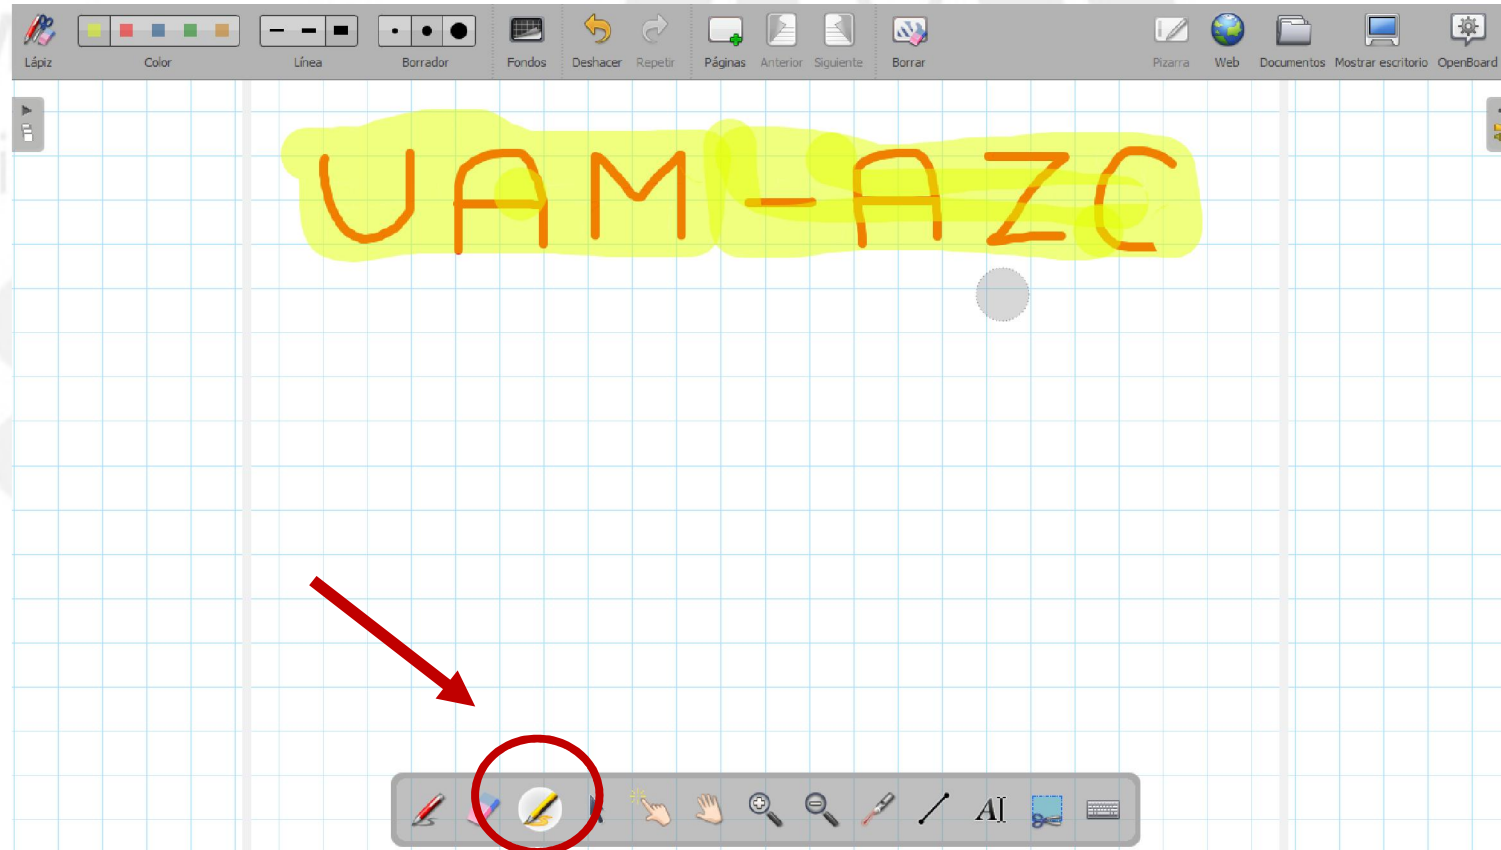 Lápiz Color Línea Borrador Fondos Deshacer Repetir Páginas Anterior Siguiente Borrar Pizarra Web Documentos Mostrar escritorio OpenBoard
UAM-AZC
AI